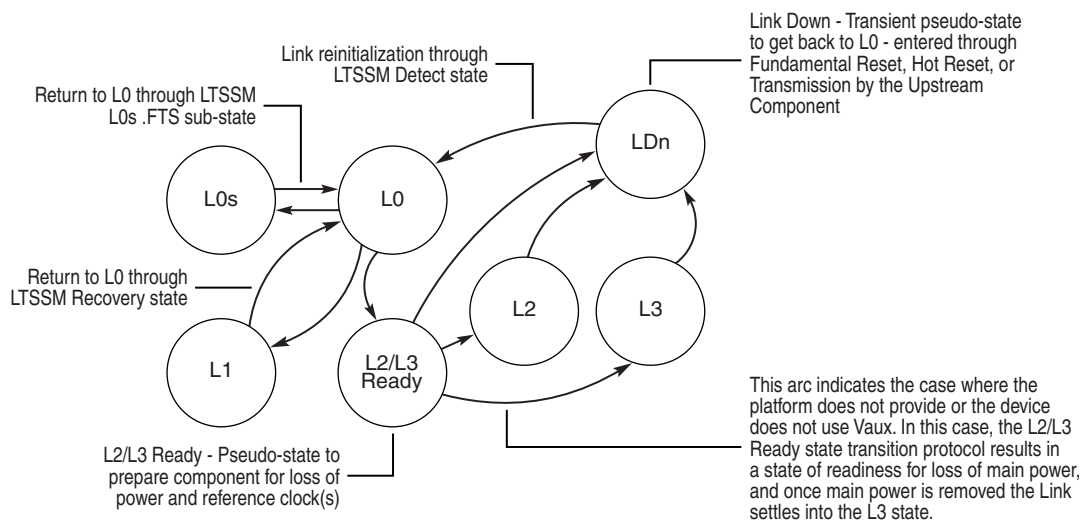 Link Down - Transient pseudo-state
to get back to L0 - entered through
Fundamental Reset, Hot Reset, or
Transmission by the Upstream
Component
Link reinitialization through
LTSSM Detect state
Return to L0 through LTSSM
L0s .FTS sub-state
LDn
L0s
L0
Return to L0 through
LTSSM Recovery state
L2
L3
L1
L2/L3
Ready
L2/L3 Ready - Pseudo-state to
prepare component for loss of
power and reference clock(s)
This arc indicates the case where the
platform does not provide or the device
does not use Vaux. In this case, the L2/L3
Ready state transition protocol results in
a state of readiness for loss of main power,
and once main power is removed the Link
settles into the L3 state.